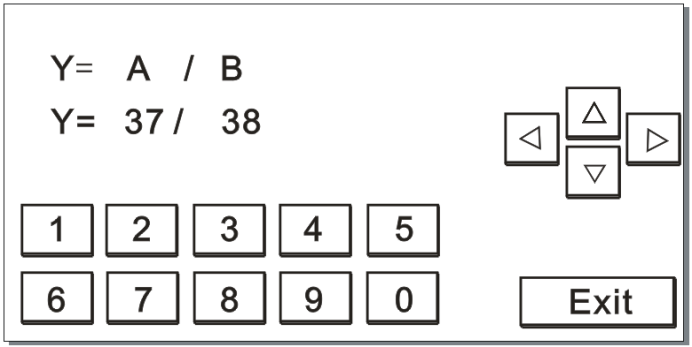 Y= A / B
Y= 37 / 38
1 2 3 4 5
6 7 8 9 0
Exit